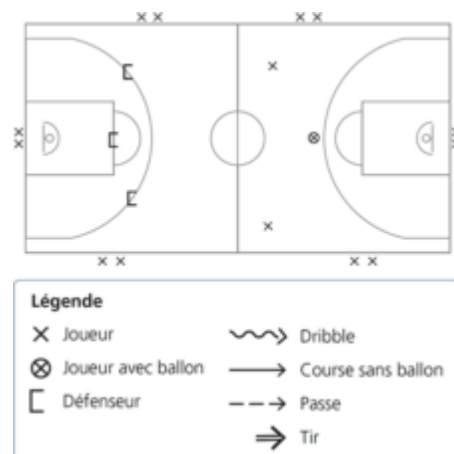 Légende
Joueur
Dribble
Joueur avec ballon
Course sans ballon
Défenseur
Passe
Tir